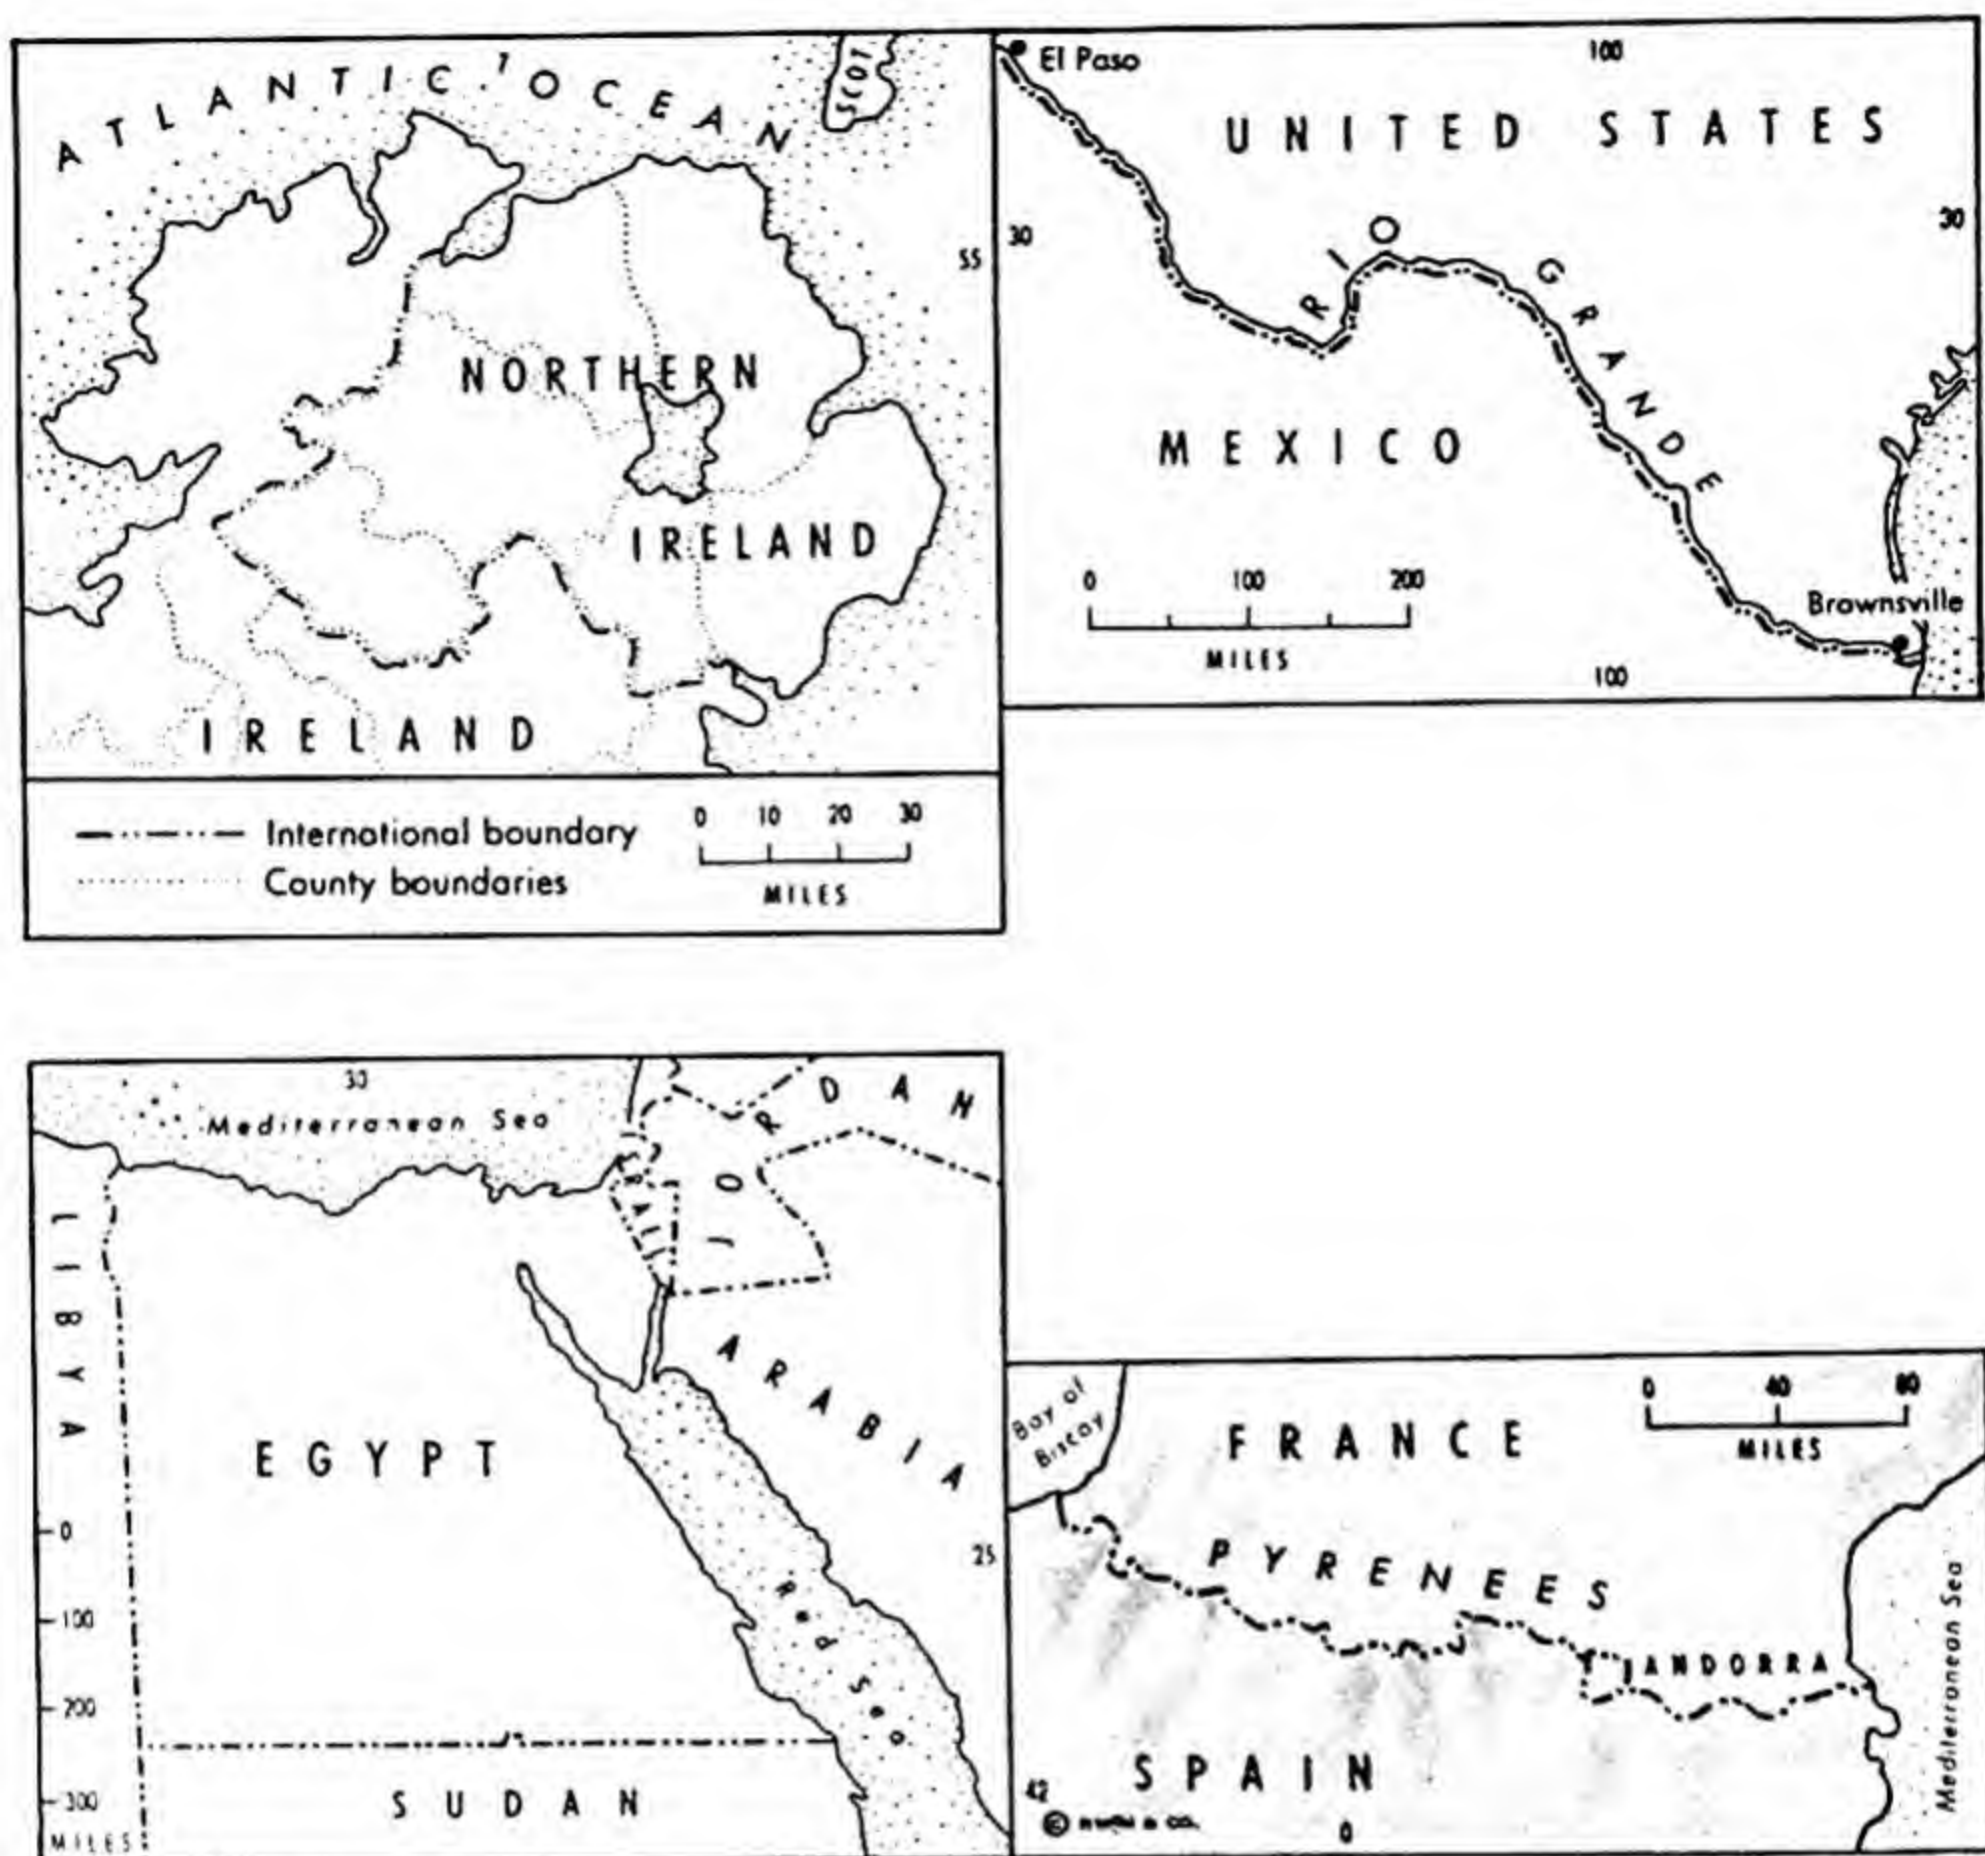 ATLANTIC OCEAN
7
SCOT
55
NORTHERN
IRELAND
IRELAND
International boundary
County boundaries
0 10 20 30
MILES
El Paso
100
UNITED STATES
30
30
RIO GRANDE
MEXICO
0 100 200
MILES
Brownsville
100
30
Mediterranean Sea
JORDAN
ISRAEL
LIBYA
ARABIA
EGYPT
25
Red Sea
0
100
200
300
MILES
SUDAN
Bay of
Biscay
FRANCE
0 40 80
MILES
PYRENEES
ANDORRA
Mediterranean Sea
SPAIN
42
0